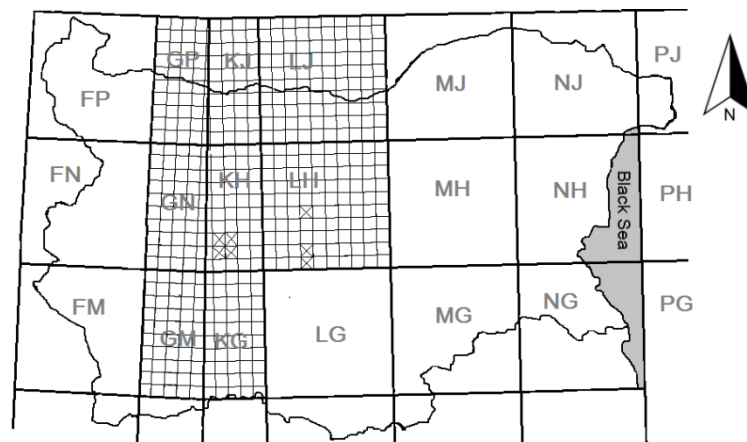 GP KJ LJ PJ
FP MJ NJ
N
FN KH LH MH NH PH
GN
Black Sea
FM NG PG
GM KG LG MG